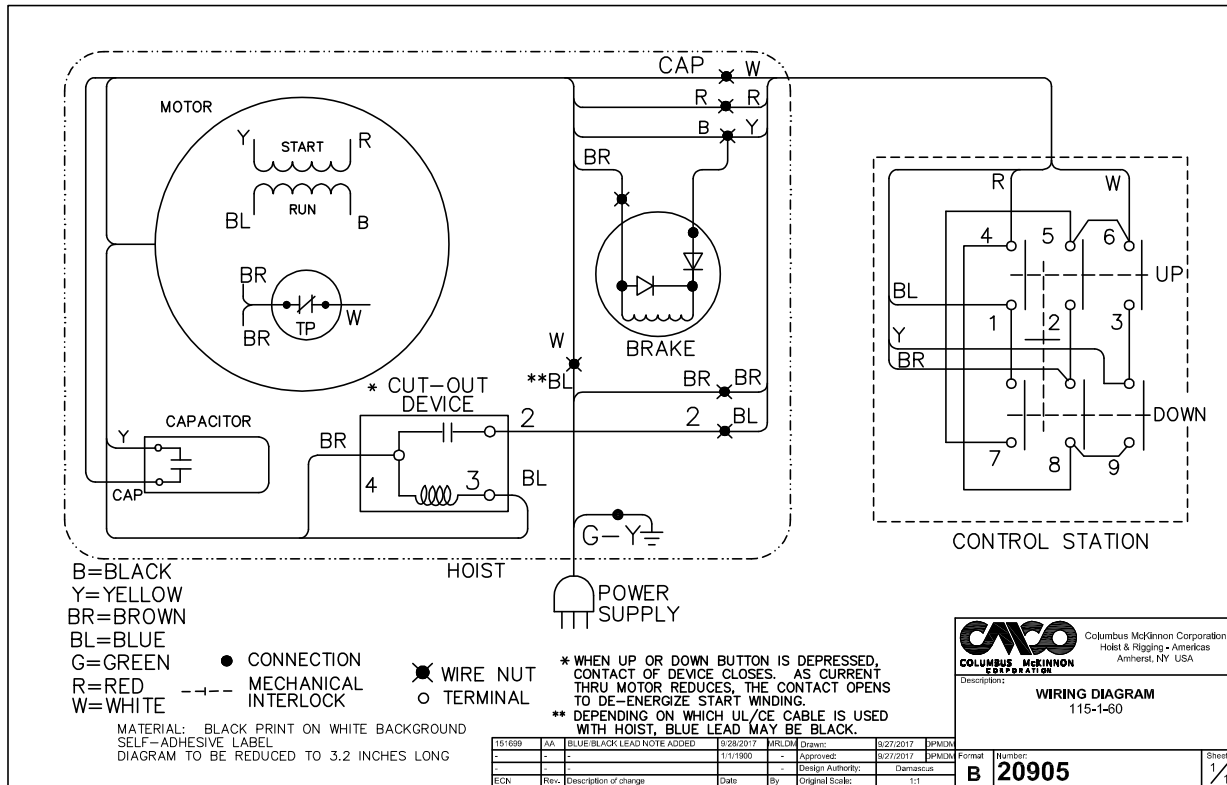 CAP W
R R
B Y
BR
MOTOR
Y START R
BL RUN B
BR
BR TP W
BRAKE
W
**BL
BR BR
2 BL
* CUT-OUT
DEVICE
2
BR
4 3 BL
CAPACITOR
Y
CAP
G-Y
HOIST
POWER
SUPPLY
R W
4 5 6
UP
BL
1 2 3
Y
BR
DOWN
7 8 9
CONTROL STATION
B=BLACK
Y=YELLOW
BR=BROWN
BL=BLUE
G=GREEN
R=RED
W=WHITE
CONNECTION
MECHANICAL
INTERLOCK
WIRE NUT
TERMINAL
* WHEN UP OR DOWN BUTTON IS DEPRESSED,
CONTACT OF DEVICE CLOSES. AS CURRENT
THRU MOTOR REDUCES, THE CONTACT OPENS
TO DE-ENERGIZE START WINDING.
** DEPENDING ON WHICH UL/CE CABLE IS USED
WITH HOIST, BLUE LEAD MAY BE BLACK.
MATERIAL: BLACK PRINT ON WHITE BACKGROUND
SELF-ADHESIVE LABEL
DIAGRAM TO BE REDUCED TO 3.2 INCHES LONG
151699 AA BLUE/BLACK LEAD NOTE ADDED 9/28/2017 MRLDM Drawn: 9/27/2017 DPMDM
- - - 1/1/1900 - Approved: 9/27/2017 DPMDM
- - - - - Design Authority: Damascus
ECN Rev. Description of change Date By Original Scale: 1:1
CMCO
COLUMBUS McKINNON
CORPORATION
Columbus McKinnon Corporation
Hoist & Rigging - Americas
Amherst, NY USA
Description:
WIRING DIAGRAM
115-1-60
Format Number: Sheet
B 20905 1/1